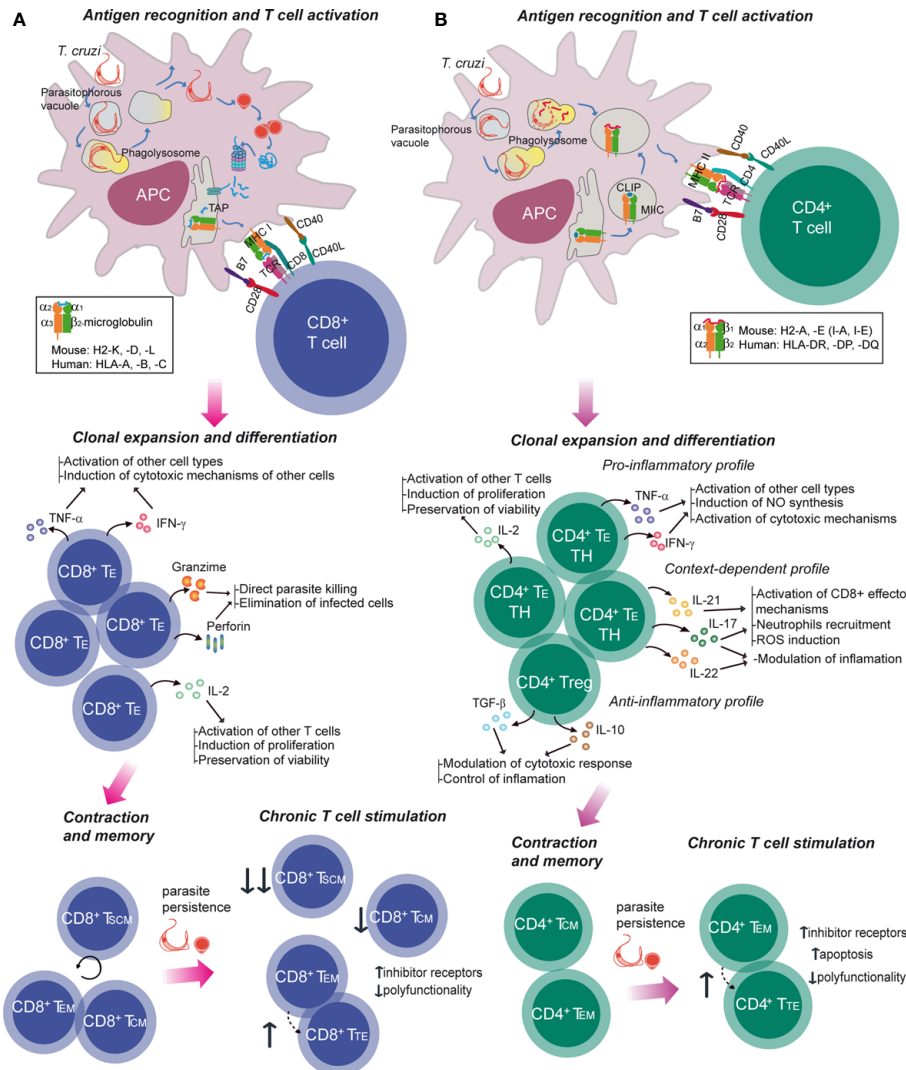 A
Antigen recognition and T cell activation
T. cruzi
Parasitophorous
vacuole
Phagolysosome
APC
TAP
MHC I
TCR
CD8
CD40
CD40L
B7
CD28
CD8+
T cell
α2 α1
α3 β2-microglobulin
Mouse: H2-K, -D, -L
Human: HLA-A, -B, -C
Clonal expansion and differentiation
-Activation of other cell types
-Induction of cytotoxic mechanisms of other cells
TNF-α
IFN-γ
CD8+ TE
CD8+ TE
CD8+ TE
CD8+ TE
Granzime
Perforin
-Direct parasite killing
-Elimination of infected cells
IL-2
-Activation of other T cells
-Induction of proliferation
-Preservation of viability
Contraction
and memory
CD8+ TSCM
CD8+ TEM
CD8+ TCM
parasite
persistence
Chronic T cell stimulation
↓↓ CD8+ TSCM
↓ CD8+ TCM
CD8+ TEM
↑ CD8+ TTE
↑inhibitor receptors
↓polyfunctionality
B
Antigen recognition and T cell activation
T. cruzi
Parasitophorous
vacuole
Phagolysosome
APC
CLIP
MIIC
MHC II
TCR
CD4
CD40
CD40L
B7
CD28
CD4+
T cell
α1 β1
α2 β2
Mouse: H2-A, -E (I-A, I-E)
Human: HLA-DR, -DP, -DQ
Clonal expansion and differentiation
Pro-inflammatory profile
-Activation of other T cells
-Induction of proliferation
-Preservation of viability
IL-2
TNF-α
IFN-γ
-Activation of other cell types
-Induction of NO synthesis
-Activation of cytotoxic mechanisms
CD4+ TE
TH
CD4+ TE
TH
CD4+ TE
TH
CD4+ Treg
Context-dependent profile
IL-21
IL-17
IL-22
-Activation of CD8+ effecto
mechanisms
-Neutrophils recruitment
-ROS induction
-Modulation of inflamation
Anti-inflammatory profile
TGF-β
IL-10
-Modulation of cytotoxic response
-Control of inflamation
Contraction
and memory
CD4+ TCM
CD4+ TEM
parasite
persistence
Chronic T cell stimulation
CD4+ TEM
↑ CD4+ TTE
↑inhibitor receptors
↑apoptosis
↓polyfunctionality